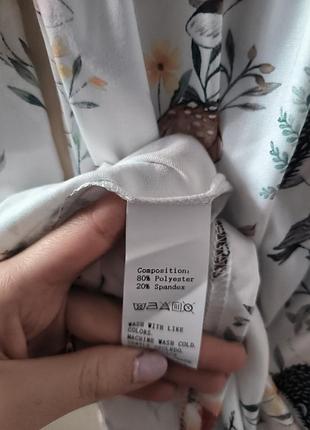 Composition:
80% Polyester
20% Spandex
WASH WITH LIKE
COLORS.
MACHINE WASH COLD.